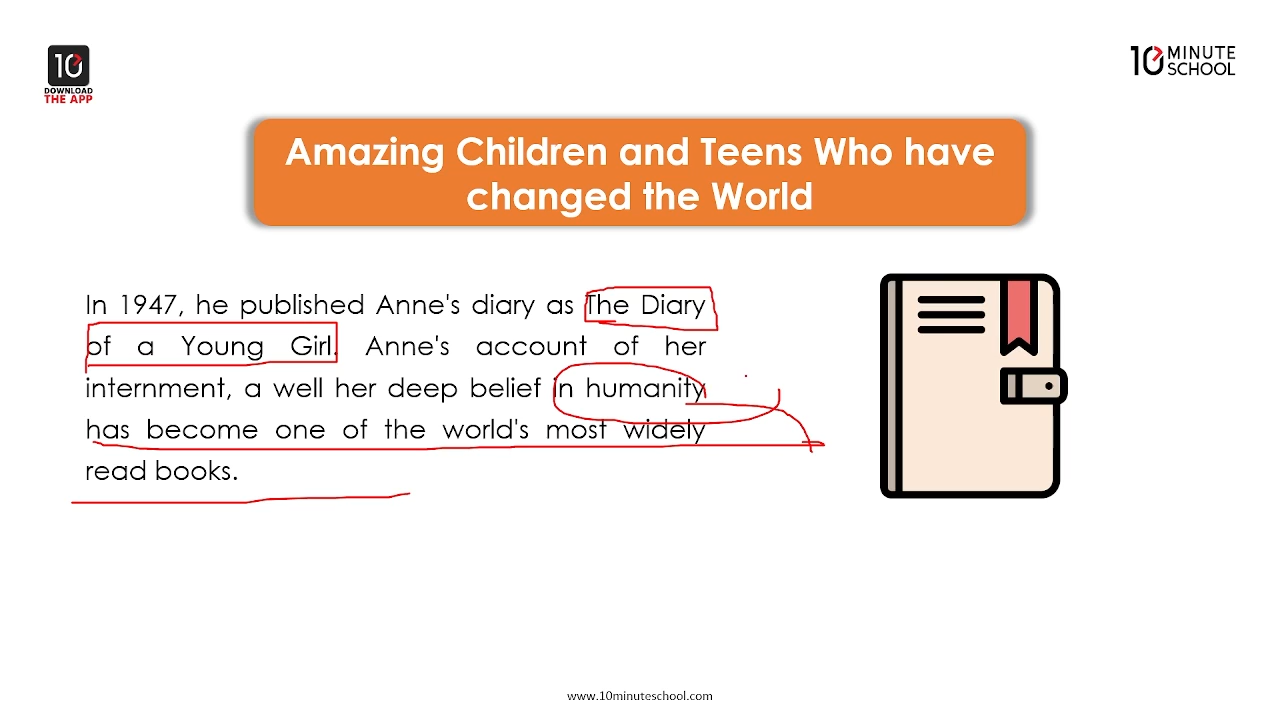 10
DOWNLOAD
THE APP
10 MINUTE
SCHOOL
Amazing Children and Teens Who have
changed the World
In 1947, he published Anne's diary as The Diary
of a Young Girl. Anne's account of her
internment, a well her deep belief in humanity
has become one of the world's most widely
read books.
www.10minuteschool.com